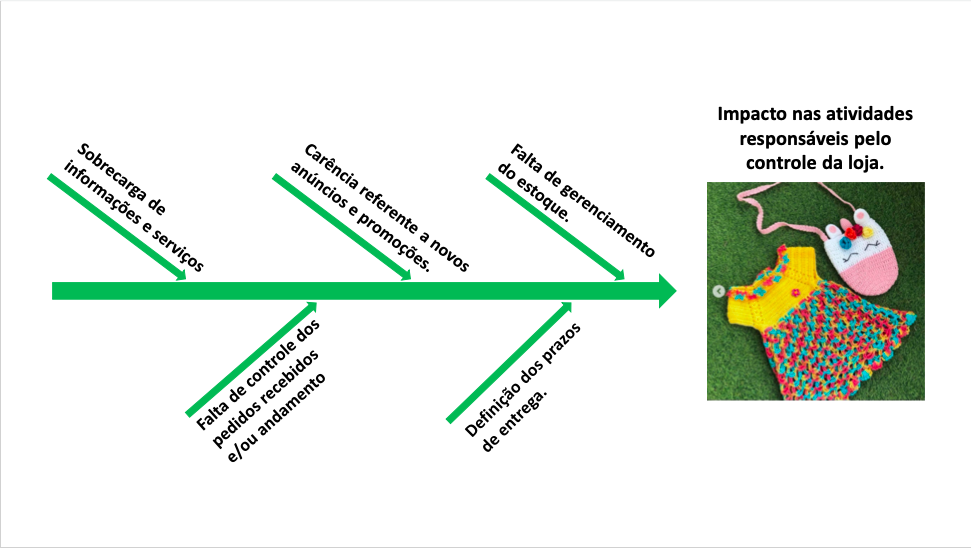 Sobrecarga de
informações e serviços
Carência referente a novos
anúncios e promoções.
Falta de gerenciamento
do estoque.
Impacto nas atividades
responsáveis pelo
controle da loja.
Falta de controle dos
pedidos recebidos
e/ou andamento
Definição dos prazos
de entrega.